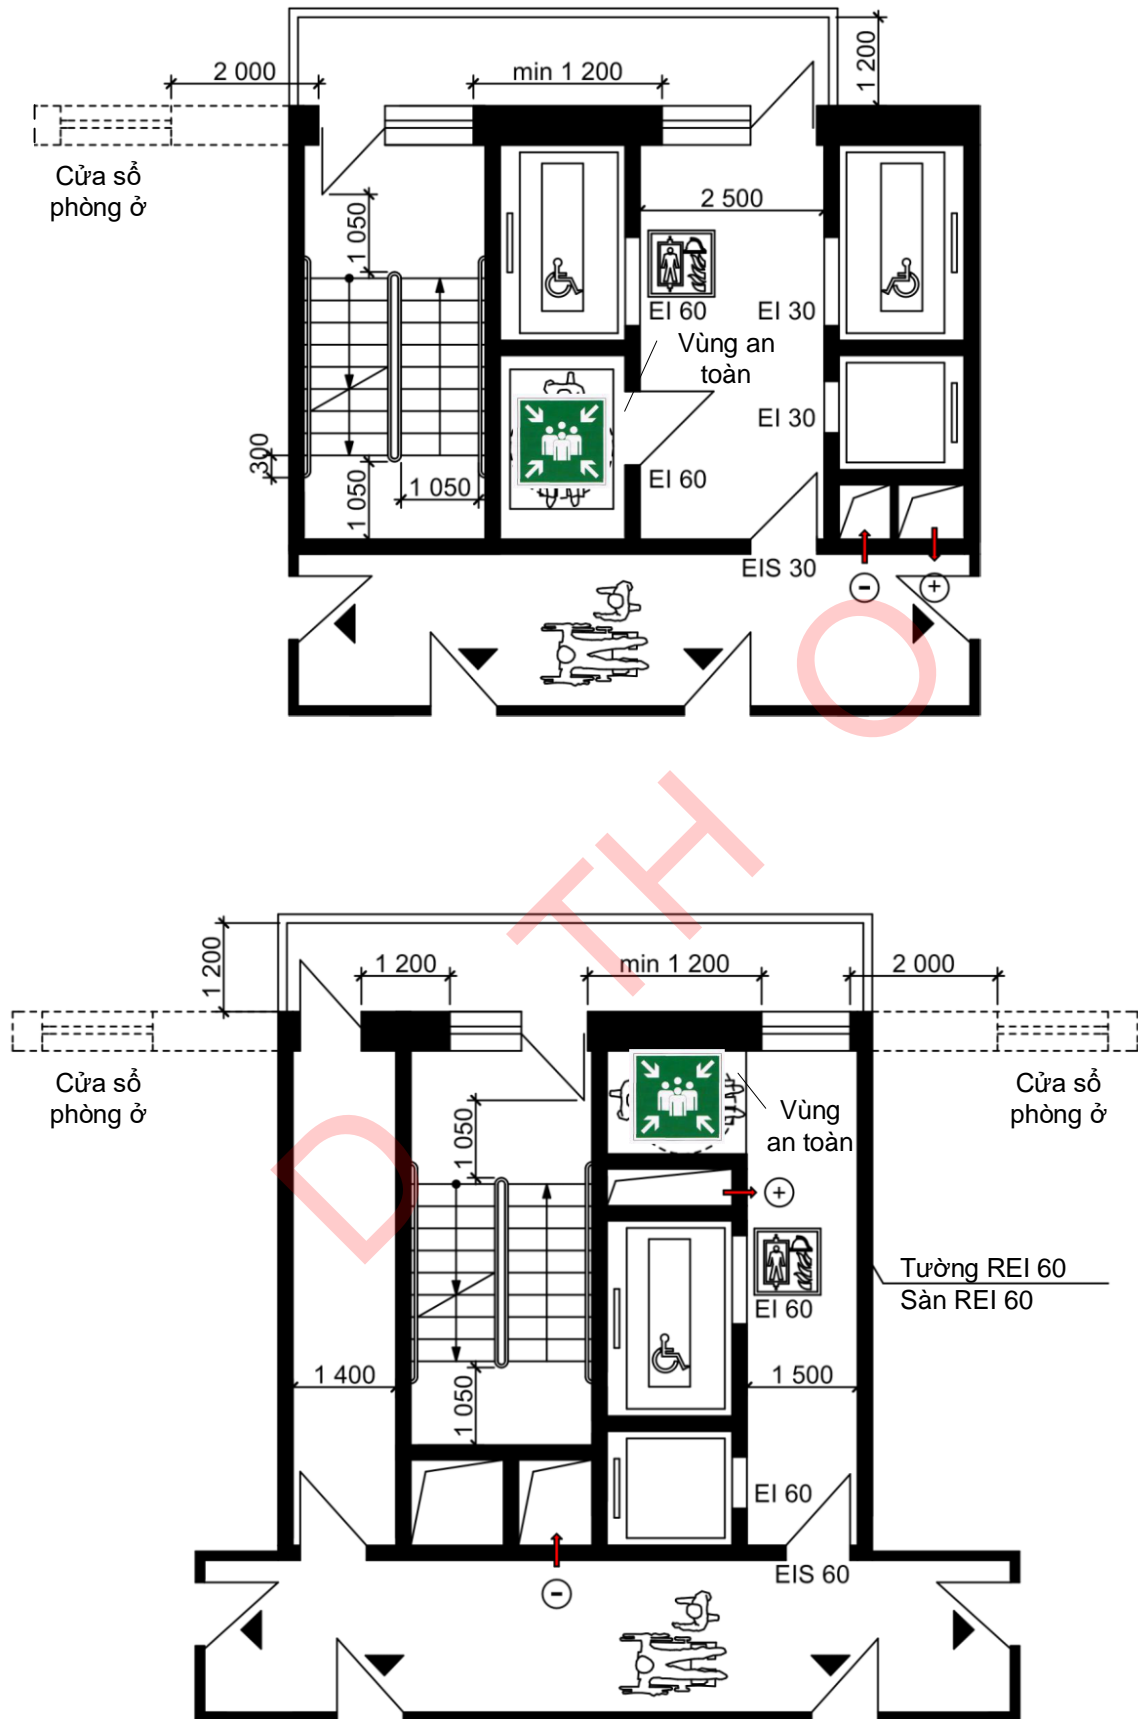 2 000
min 1 200
1 200
Cửa sổ
phòng ở
1 050
2 500
EI 60
EI 30
Vùng an
toàn
EI 30
300
1 050
1 050
EI 60
EIS 30
-
+
DỰ THẢO
1 200
1 200
min 1 200
2 000
Cửa sổ
phòng ở
Cửa sổ
phòng ở
1 050
Vùng
an toàn
+
Tường REI 60
Sàn REI 60
EI 60
1 400
1 050
1 500
EI 60
EIS 60
-